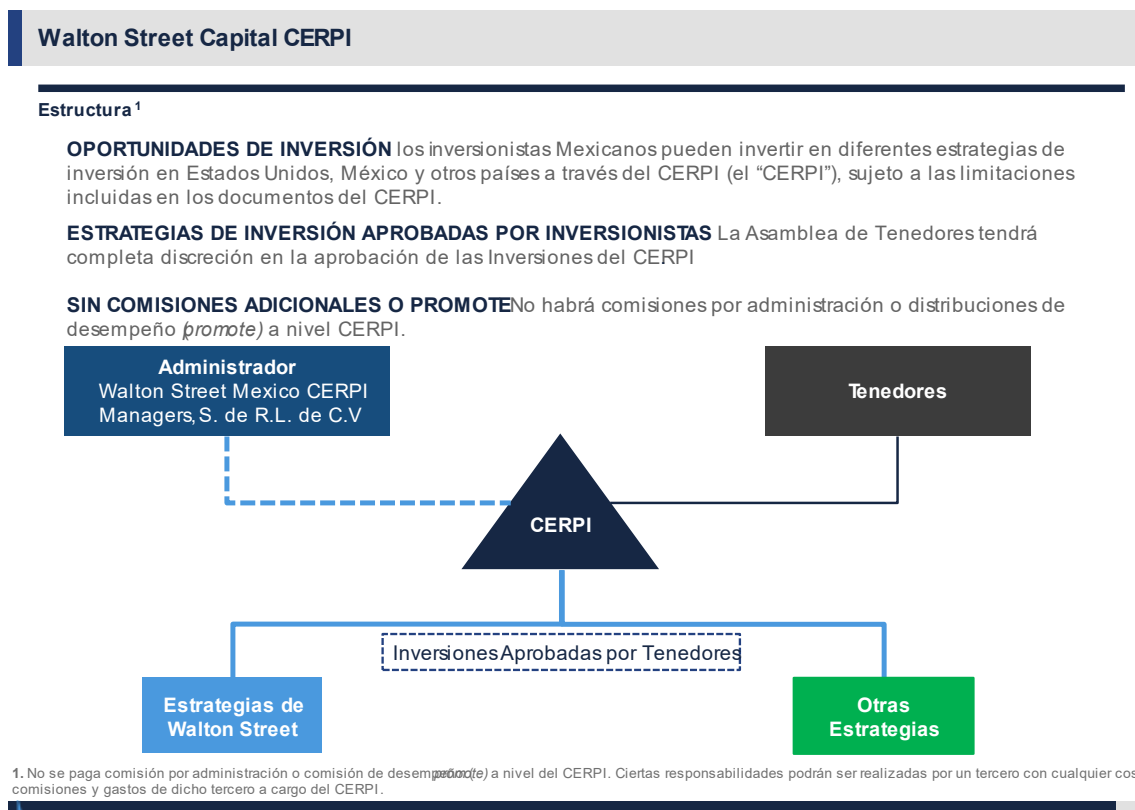 Walton Street Capital CERPI
Estructura 1
OPORTUNIDADES DE INVERSIÓN los inversionistas Mexicanos pueden invertir en diferentes estrategias de
inversión en Estados Unidos, México y otros países a través del CERPI (el “CERPI”), sujeto a las limitaciones
incluidas en los documentos del CERPI.
ESTRATEGIAS DE INVERSIÓN APROBADAS POR INVERSIONISTAS La Asamblea de Tenedores tendrá
completa discreción en la aprobación de las Inversiones del CERPI
SIN COMISIONES ADICIONALES O PROMOTE No habrá comisiones por administración o distribuciones de
desempeño (promote) a nivel CERPI.
Administrador
Walton Street Mexico CERPI
Managers, S. de R.L. de C.V
Tenedores
CERPI
Inversiones Aprobadas por Tenedores
Estrategias de
Walton Street
Otras
Estrategias
1. No se paga comisión por administración o comisión de a nivel del CERPI. Ciertas responsabilidades podrán ser realizadas por un tercero con cualquier
comisiones y gastos de dicho tercero a cargo del CERPI.